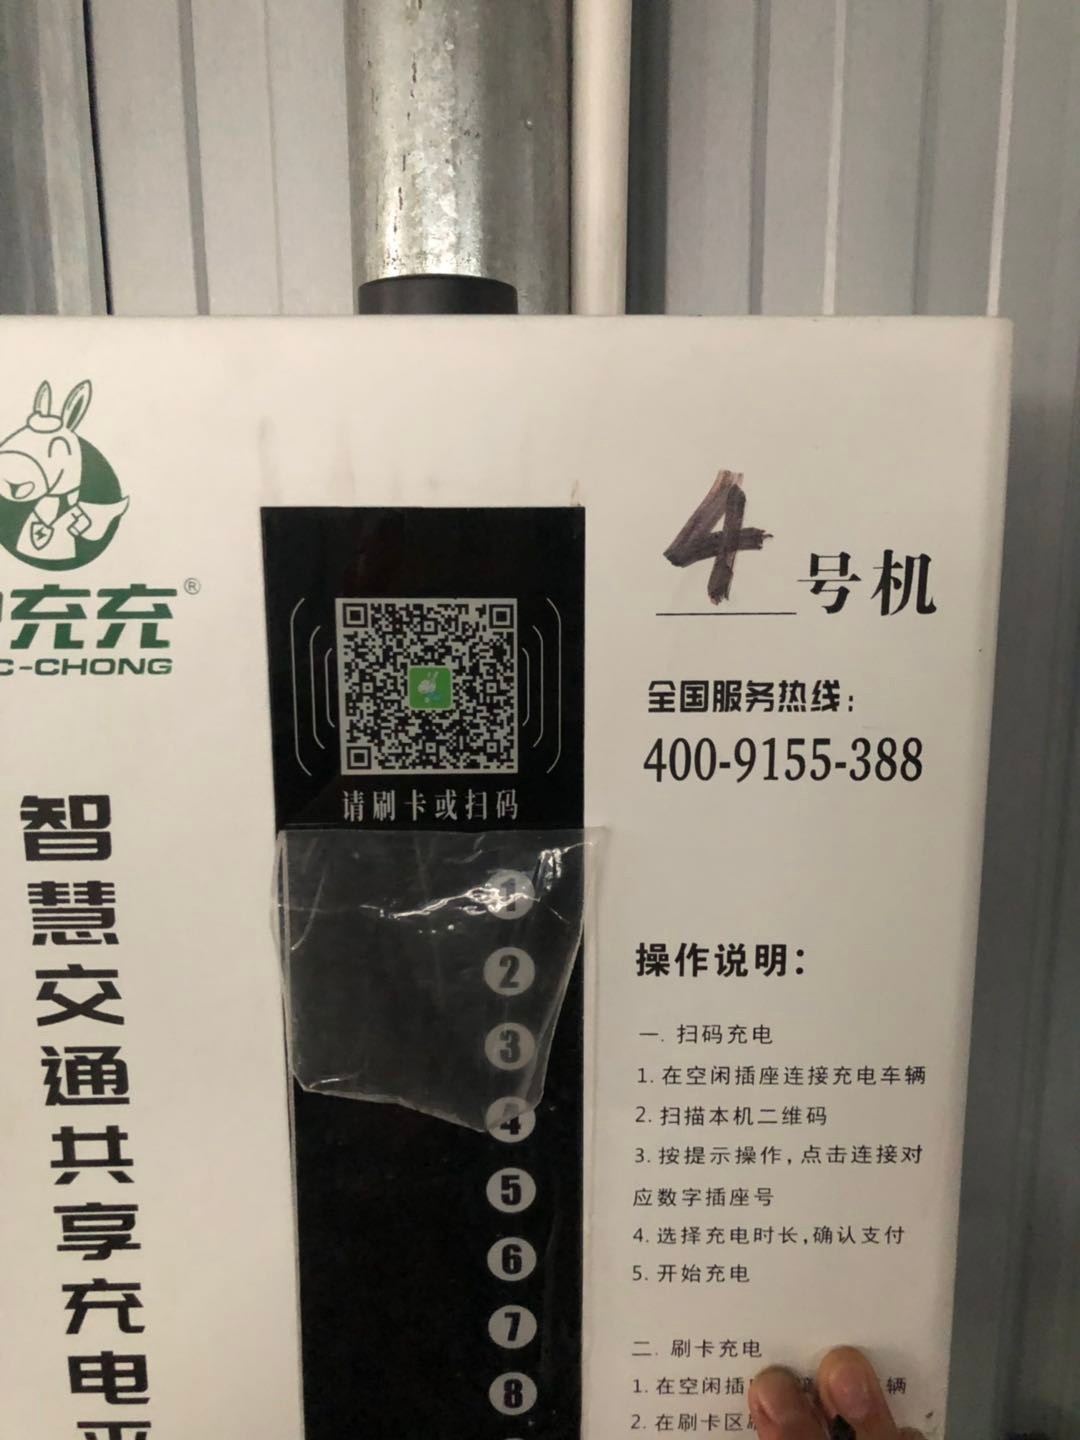 充充®
C-CHONG
智慧交通共享充电
请刷卡或扫码
1
2
3
4
5
6
7
8
4号机
全国服务热线:
400-9155-388
操作说明:
一. 扫码充电
1. 在空闲插座连接充电车辆
2. 扫描本机二维码
3. 按提示操作,点击连接对
应数字插座号
4. 选择充电时长,确认支付
5. 开始充电
二. 刷卡充电
1. 在空闲插 车辆
2. 在刷卡区